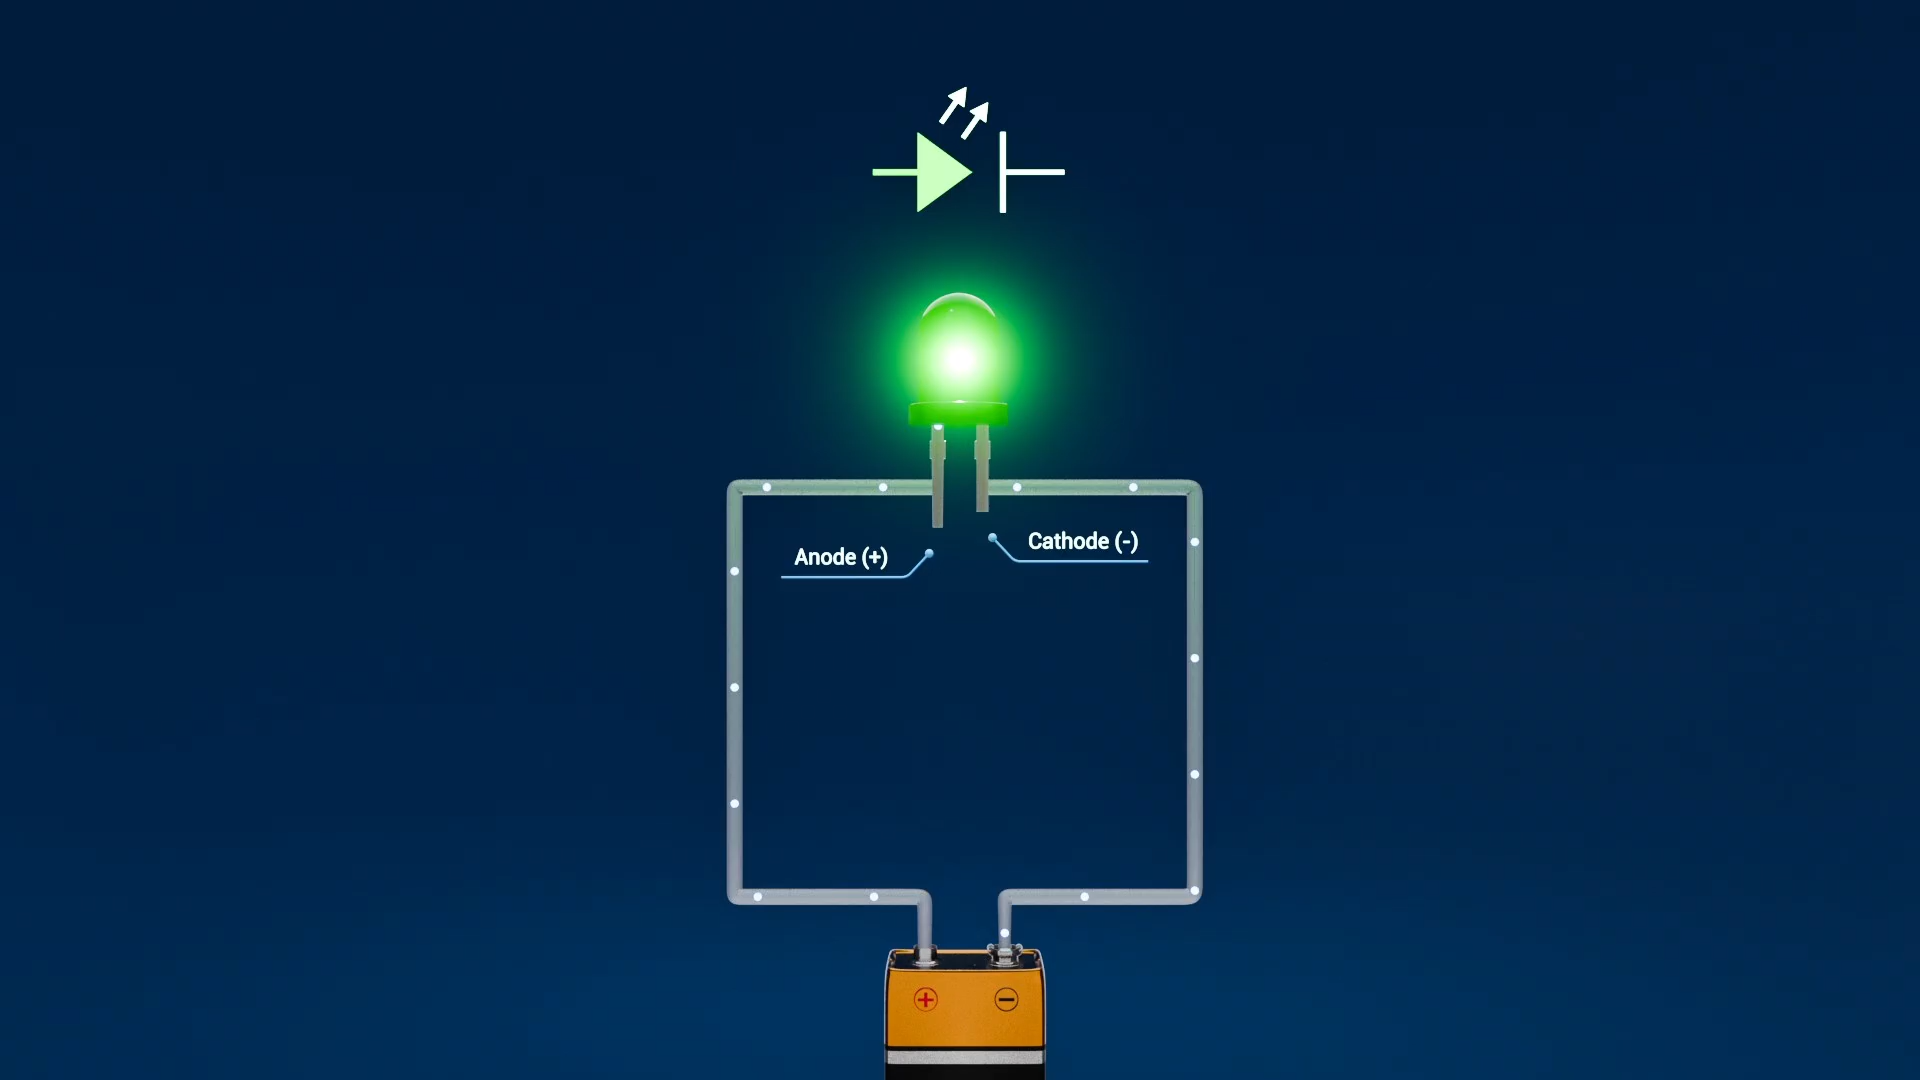 Cathode (-)
Anode (+)
+ −